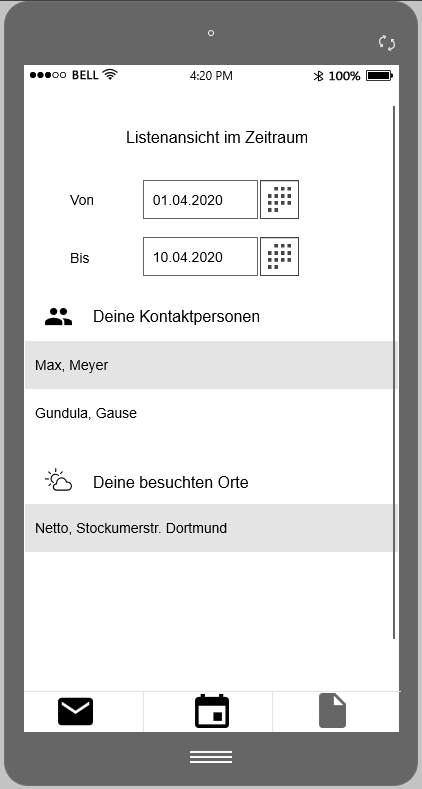 BELL 4:20 PM 100%
Listenansicht im Zeitraum
Von 01.04.2020
Bis 10.04.2020
Deine Kontaktpersonen
Max, Meyer
Gundula, Gause
Deine besuchten Orte
Netto, Stockumerstr. Dortmund